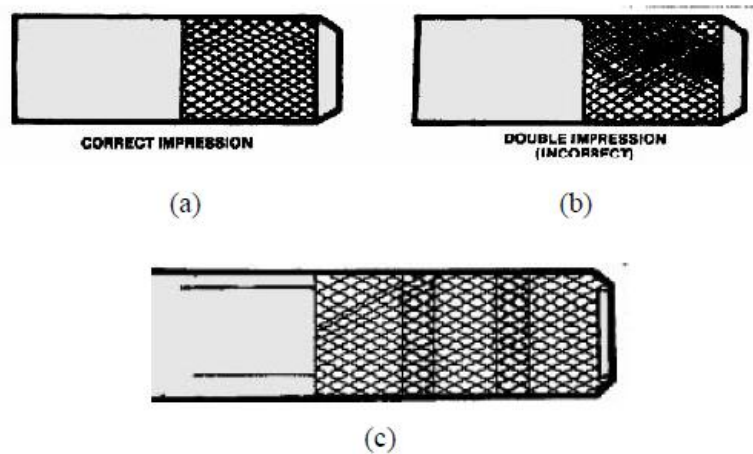 CORRECT IMPRESSION
DOUBLE IMPRESSION
(INCORRECT)
(a)
(b)
(c)